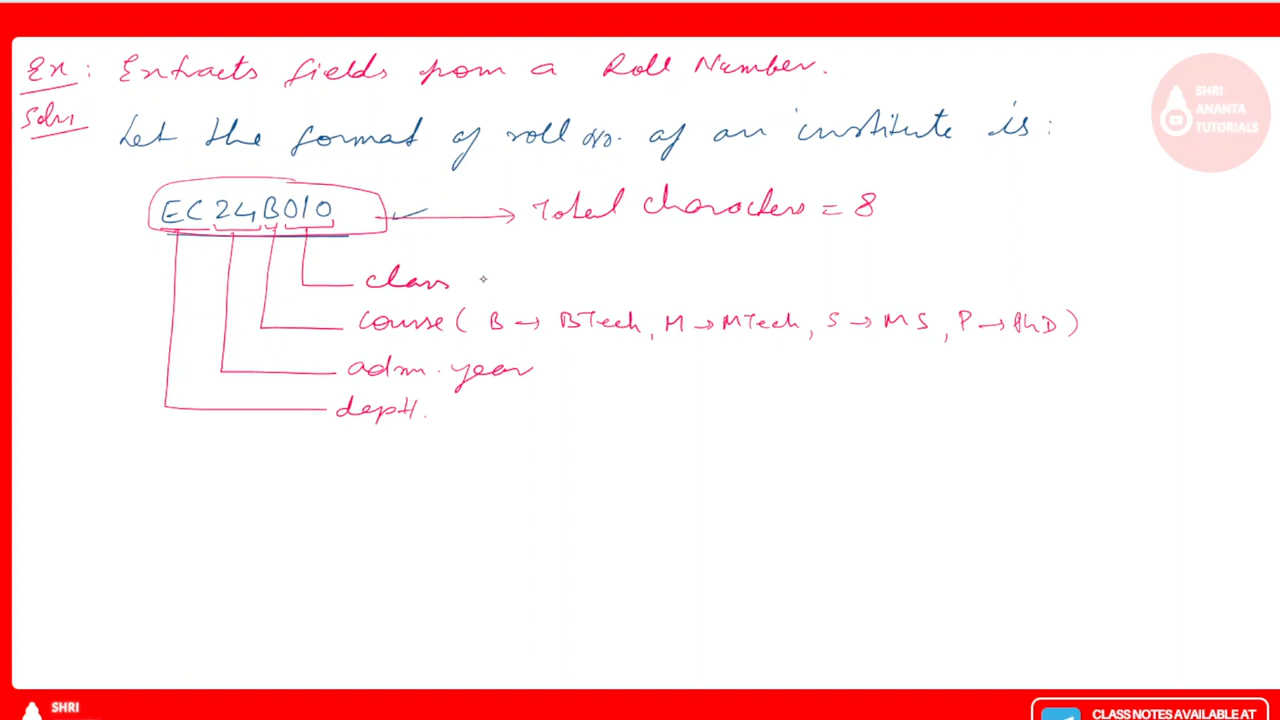 Ex: Extracts fields from a Roll Number.
Soln
Let the format of roll no. of an institute is:
EC24B010 → Total characters = 8
class
course ( B → BTech, M → MTech, S → MS, P → PhD )
adm. year
deptt.
SHRI
ANANTA
TUTORIALS
SHRI
CLASS NOTES AVAILABLE AT